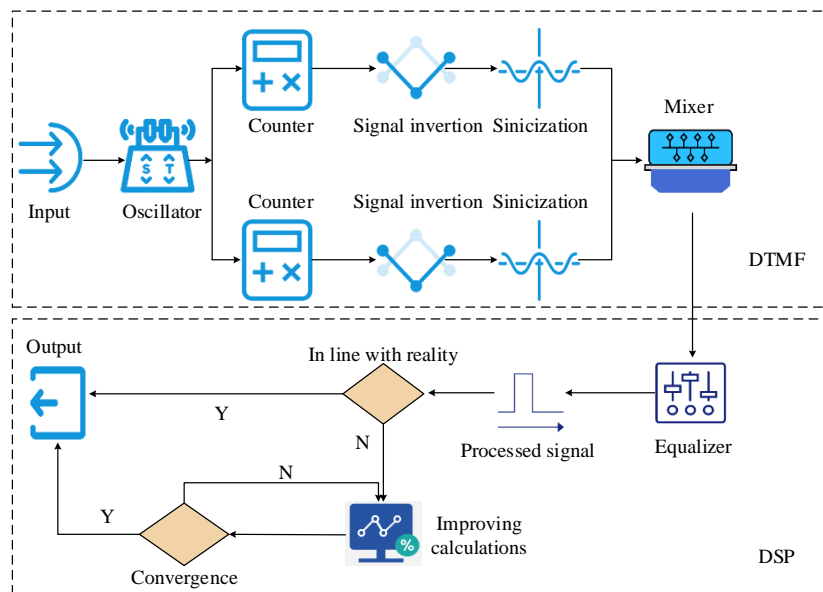 Counter
Signal invertion
Sinicization
Mixer
Input
Oscillator
S T
Counter
Signal invertion
Sinicization
DTMF
Output
In line with reality
Y
N
Processed signal
Equalizer
N
Y
Improving
calculations
%
Convergence
DSP